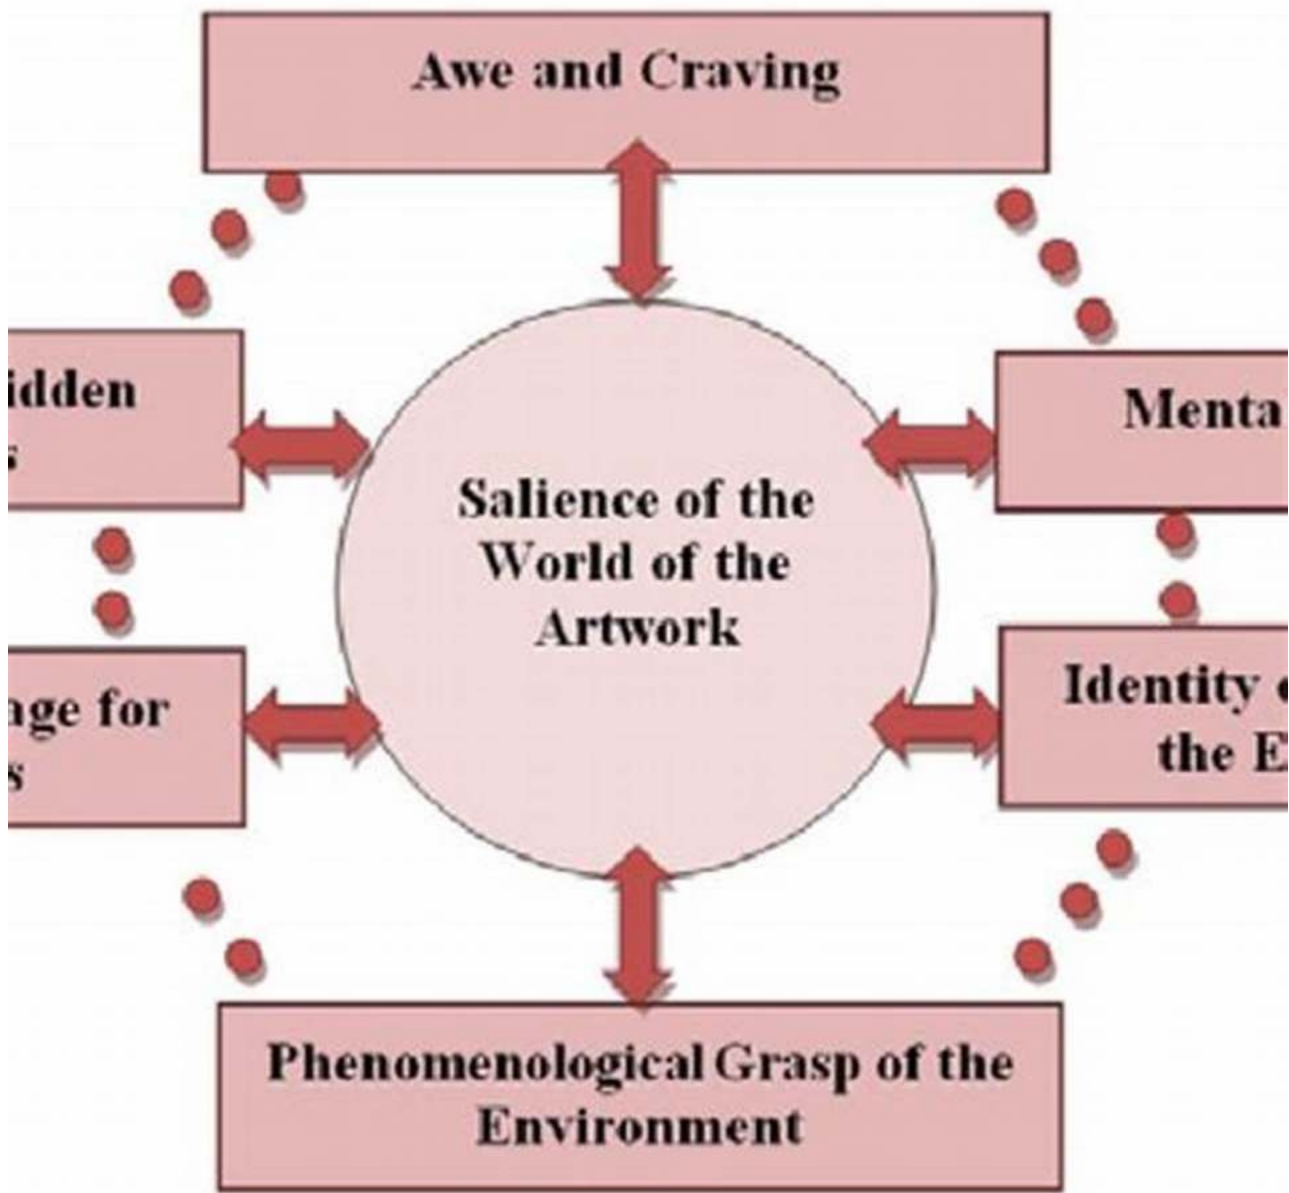 Awe and Craving
idden
s
Menta
Salience of the
World of the
Artwork
age for
s
Identity
the E
Phenomenological Grasp of the
Environment